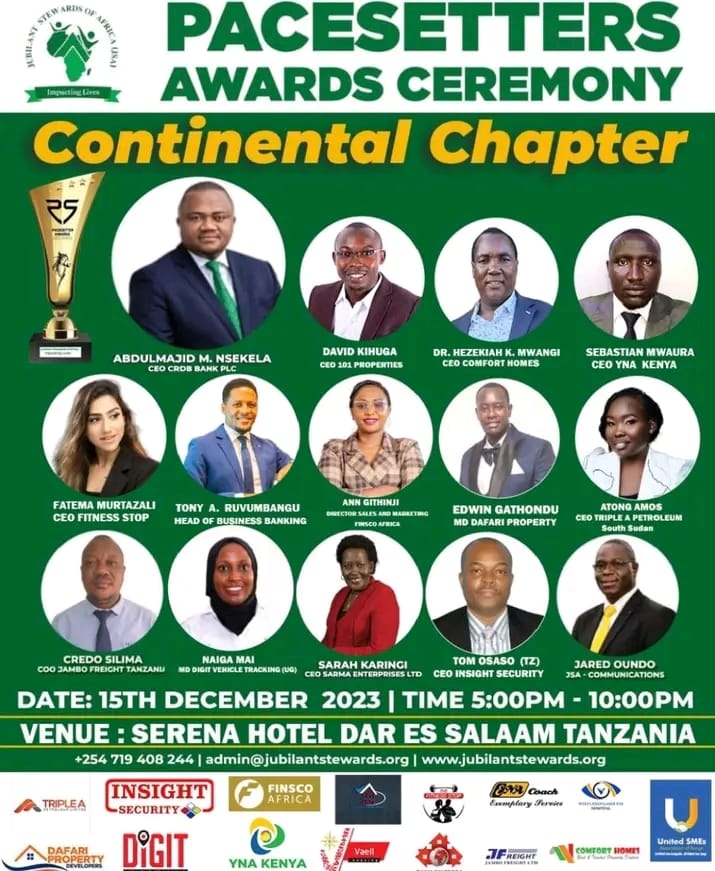 JUBILANT STEWARDS OF AFRICA (JSA)
Impacting Lives
PACESETTERS
AWARDS CEREMONY
Continental Chapter
ABDULMAJID M. NSEKELA
CEO CRDB BANK PLC
DAVID KIHUGA
CEO 101 PROPERTIES
DR. HEZEKIAH K. MWANGI
CEO COMFORT HOMES
SEBASTIAN MWAURA
CEO YNA KENYA
FATEMA MURTAZALI
CEO FITNESS STOP
TONY A. RUVUMBANGU
HEAD OF BUSINESS BANKING
ANN GITHINJI
DIRECTOR SALES AND MARKETING
FINSCO AFRICA
EDWIN GATHONDU
MD DAFARI PROPERTY
ATONG AMOS
CEO TRIPLE A PETROLEUM
South Sudan
CREDO SILIMA
COO JAMBO FREIGHT TANZANIA
NAIGA MAI
MD DIGIT VEHICLE TRACKING (UG)
SARAH KARINGI
CEO SARMA ENTERPRISES LTD
TOM OSASO (TZ)
CEO INSIGHT SECURITY
JARED OUNDO
JSA - COMMUNICATIONS
DATE: 15TH DECEMBER 2023 | TIME 5:00PM - 10:00PM
VENUE : SERENA HOTEL DAR ES SALAAM TANZANIA
+254 719 408 244 | admin@jubilantstewards.org | www.jubilantstewards.org
TRIPLE A
INSIGHT
SECURITY
FINSCO
AFRICA
FITNESS STOP
Coach
Exemplary Service
United SMEs
DAFARI
PROPERTY
DEVELOPERS
DIGIT
YNA KENYA
Vaell
JFREIGHT
JAMBO FREIGHT LTD
COMFORT HOMES